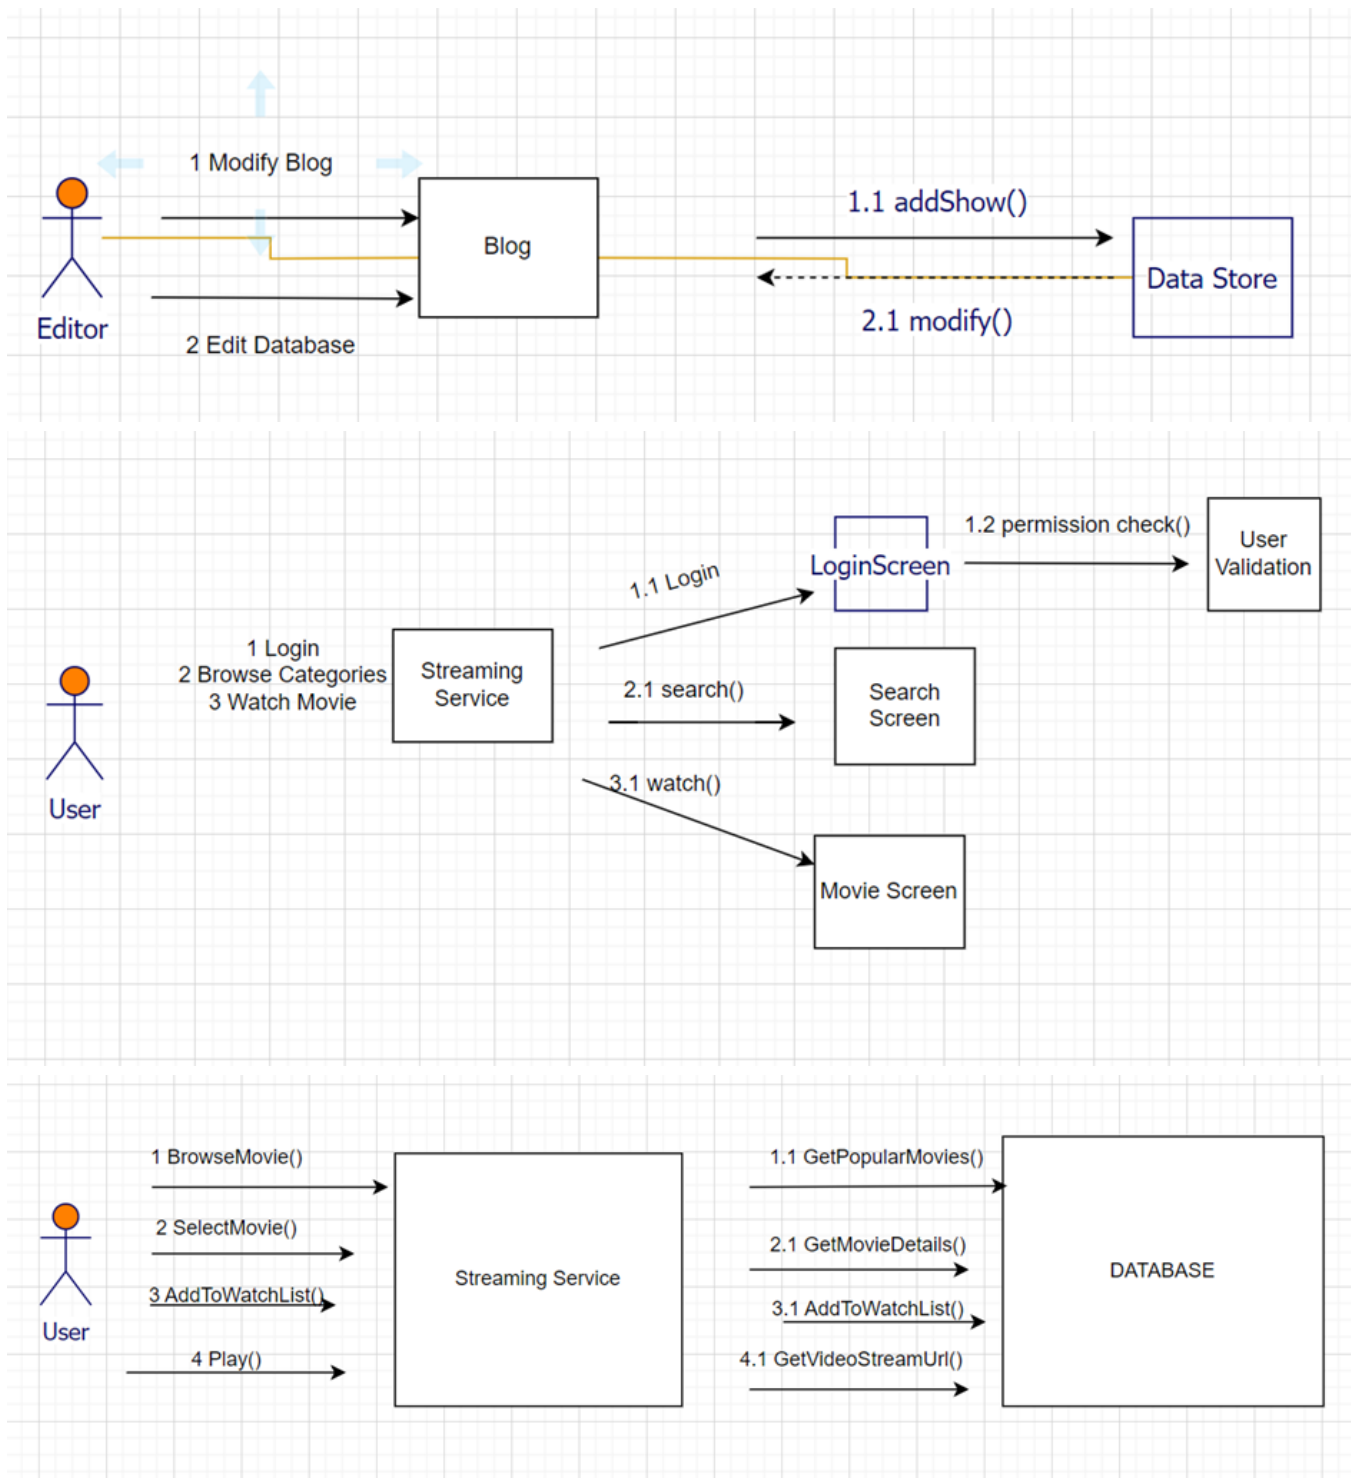 1 Modify Blog
1.1 addShow()
Blog
Data Store
Editor
2.1 modify()
2 Edit Database
1.2 permission check()
User
Validation
LoginScreen
1.1 Login
1 Login
2 Browse Categories
3 Watch Movie
Streaming
Service
2.1 search()
Search
Screen
User
3.1 watch()
Movie Screen
1 BrowseMovie()
1.1 GetPopularMovies()
2 SelectMovie()
2.1 GetMovieDetails()
Streaming Service
DATABASE
3 AddToWatchList()
3.1 AddToWatchList()
User
4 Play()
4.1 GetVideoStreamUrl()